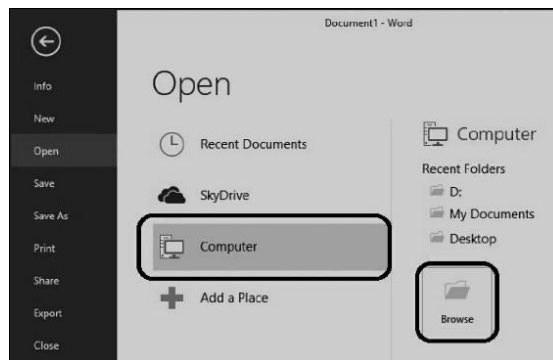 Document1 - Word
Info
New
Open
Save
Save As
Print
Share
Export
Close
Open
Recent Documents
SkyDrive
Computer
Add a Place
Computer
Recent Folders
D:
My Documents
Desktop
Browse